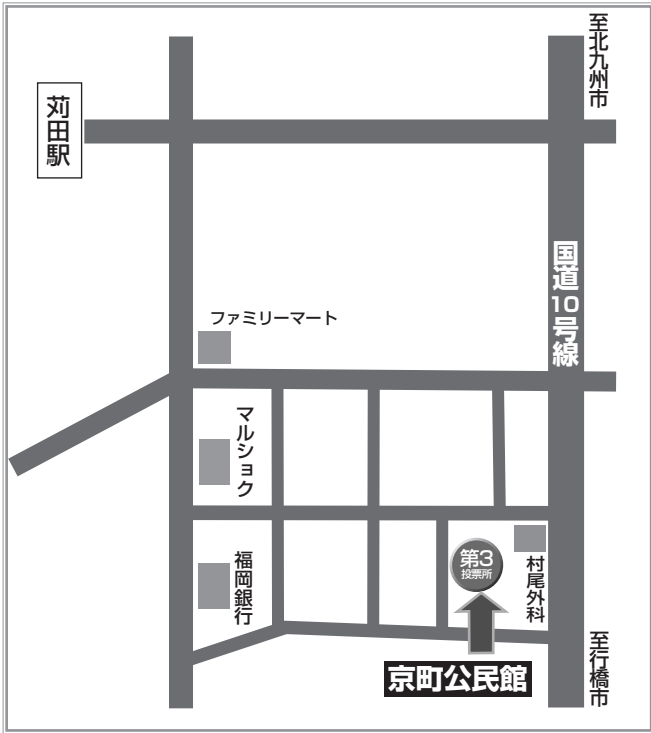 至北九州市
苅田駅
国道10号線
ファミリーマート
マルショク
第3
投票所
村尾外科
福岡銀行
京町公民館
至行橋市